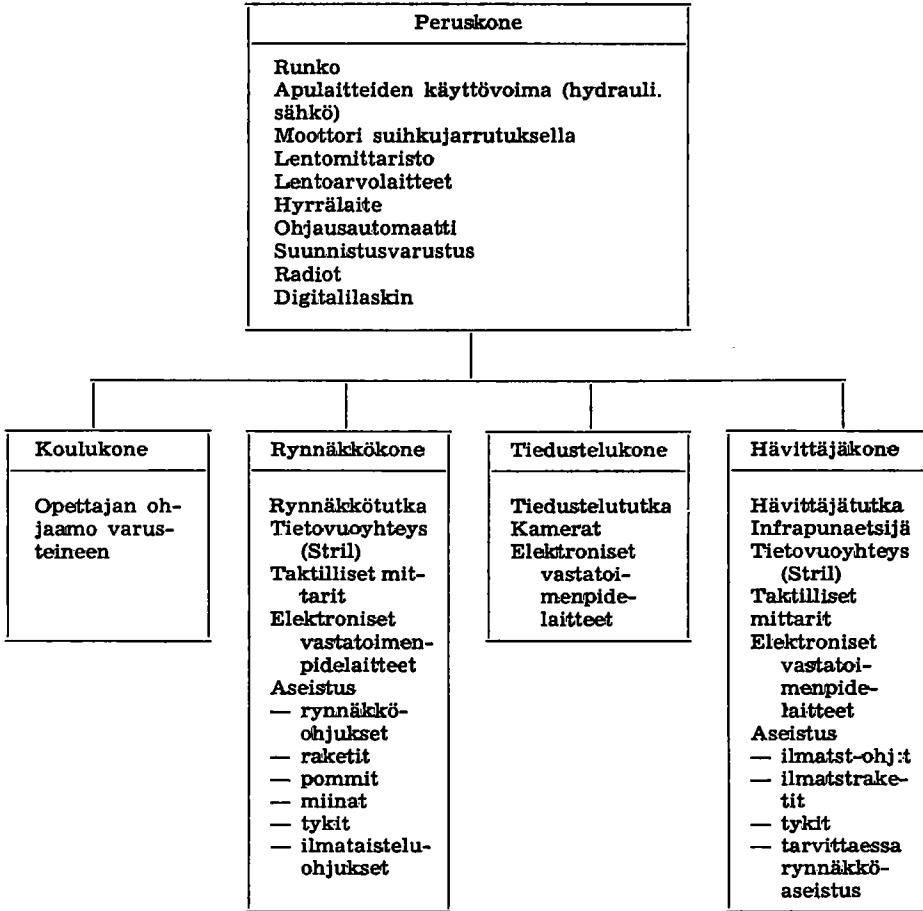 Peruskone
Runko
Apulaitteiden käyttövoima (hydrauli.
sähkö)
Moottori suihkujarrutuksella
Lentomittaristo
Lentoarvolaitteet
Hyrrälaite
Ohjausautomaatti
Suunnistusvarustus
Radiot
Digitalilaskin
Koulukone
Opettajan oh-
jaamo varus-
teineen
Rynnäkkökone
Rynnäkkötutka
Tietovuoyhteys
(Stril)
Taktilliset mit-
tarit
Elektroniset
vastatoimen-
pidelaitteet
Aseistus
— rynnäkkö-
ohjukset
— raketit
— pommit
— miinat
— tykit
— ilmataistelu-
ohjukset
Tiedustelukone
Tiedustelututka
Kamerat
Elektroniset
vastatoi-
menpide-
laitteet
Hävittäjäkone
Hävittäjätutka
Infrapunaetsijä
Tietovuoyhteys
(Stril)
Taktilliset
mittarit
Elektroniset
vastatoi-
menpide-
laitteet
Aseistus
— ilmatst-ohj:t
— ilmatstrake-
tit
— tykit
— tarvittaessa
rynnäkkö-
aseistus